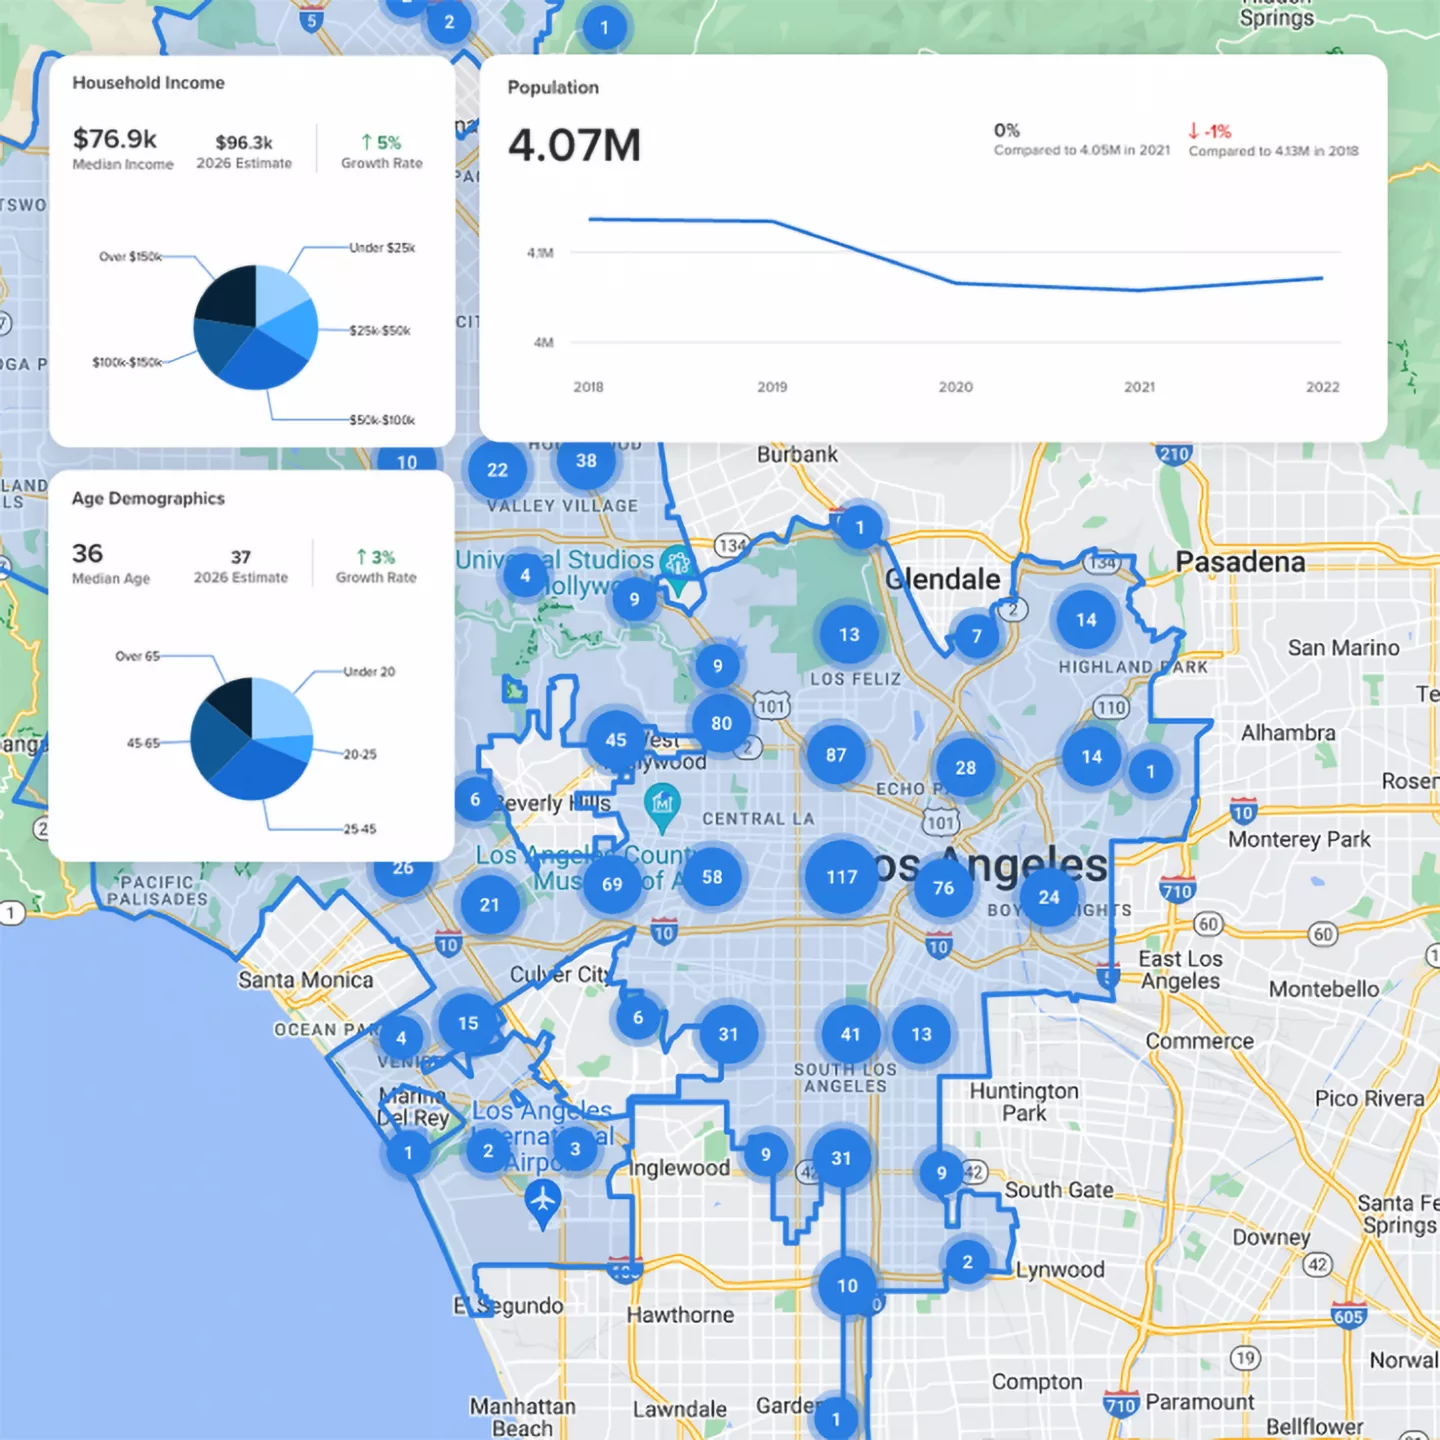 Springs
5
2
1
Household Income
$76.9k
Median Income
$96.3k
2026 Estimate
↑ 5%
Growth Rate
Over $150k
Under $25k
$25k-$50k
$100k-$150k
$50k-$100k
Population
4.07M
0%
Compared to 4.05M in 2021
↓ -1%
Compared to 4.13M in 2018
4.1M
4M
2018
2019
2020
2021
2022
Age Demographics
36
Median Age
37
2026 Estimate
↑ 3%
Growth Rate
Over 65
Under 20
45-65
20-25
25-45
10
22
38
Burbank
210
VALLEY VILLAGE
1
134
Universal Studios
Hollywood
4
9
Glendale
134
Pasadena
2
13
7
14
San Marino
HIGHLAND PARK
9
LOS FELIZ
101
110
80
45
West
Hollywood
2
87
28
14
1
Alhambra
6
Beverly Hills
ECHO P
101
CENTRAL LA
10
Monterey Park
Los Angeles County
Museum of A
26
69
58
117
Los Angeles
76
24
BOYLE HEIGHTS
710
PACIFIC
PALISADES
1
21
10
10
10
60
60
Santa Monica
Culver City
East Los
Angeles
Montebello
OCEAN PAR
4
15
6
31
41
13
Commerce
VENICE
SOUTH LOS
ANGELES
Marina
Del Rey
Los Angeles
International
Airport
Huntington
Park
Pico Rivera
1
2
3
Inglewood
9
42
31
9
42
South Gate
Santa Fe
Springs
Downey
42
2
Lynwood
10
El Segundo
Hawthorne
605
19
Norwal
Compton
710
Paramount
Manhattan
Beach
Lawndale
Garde
1
Bellflower